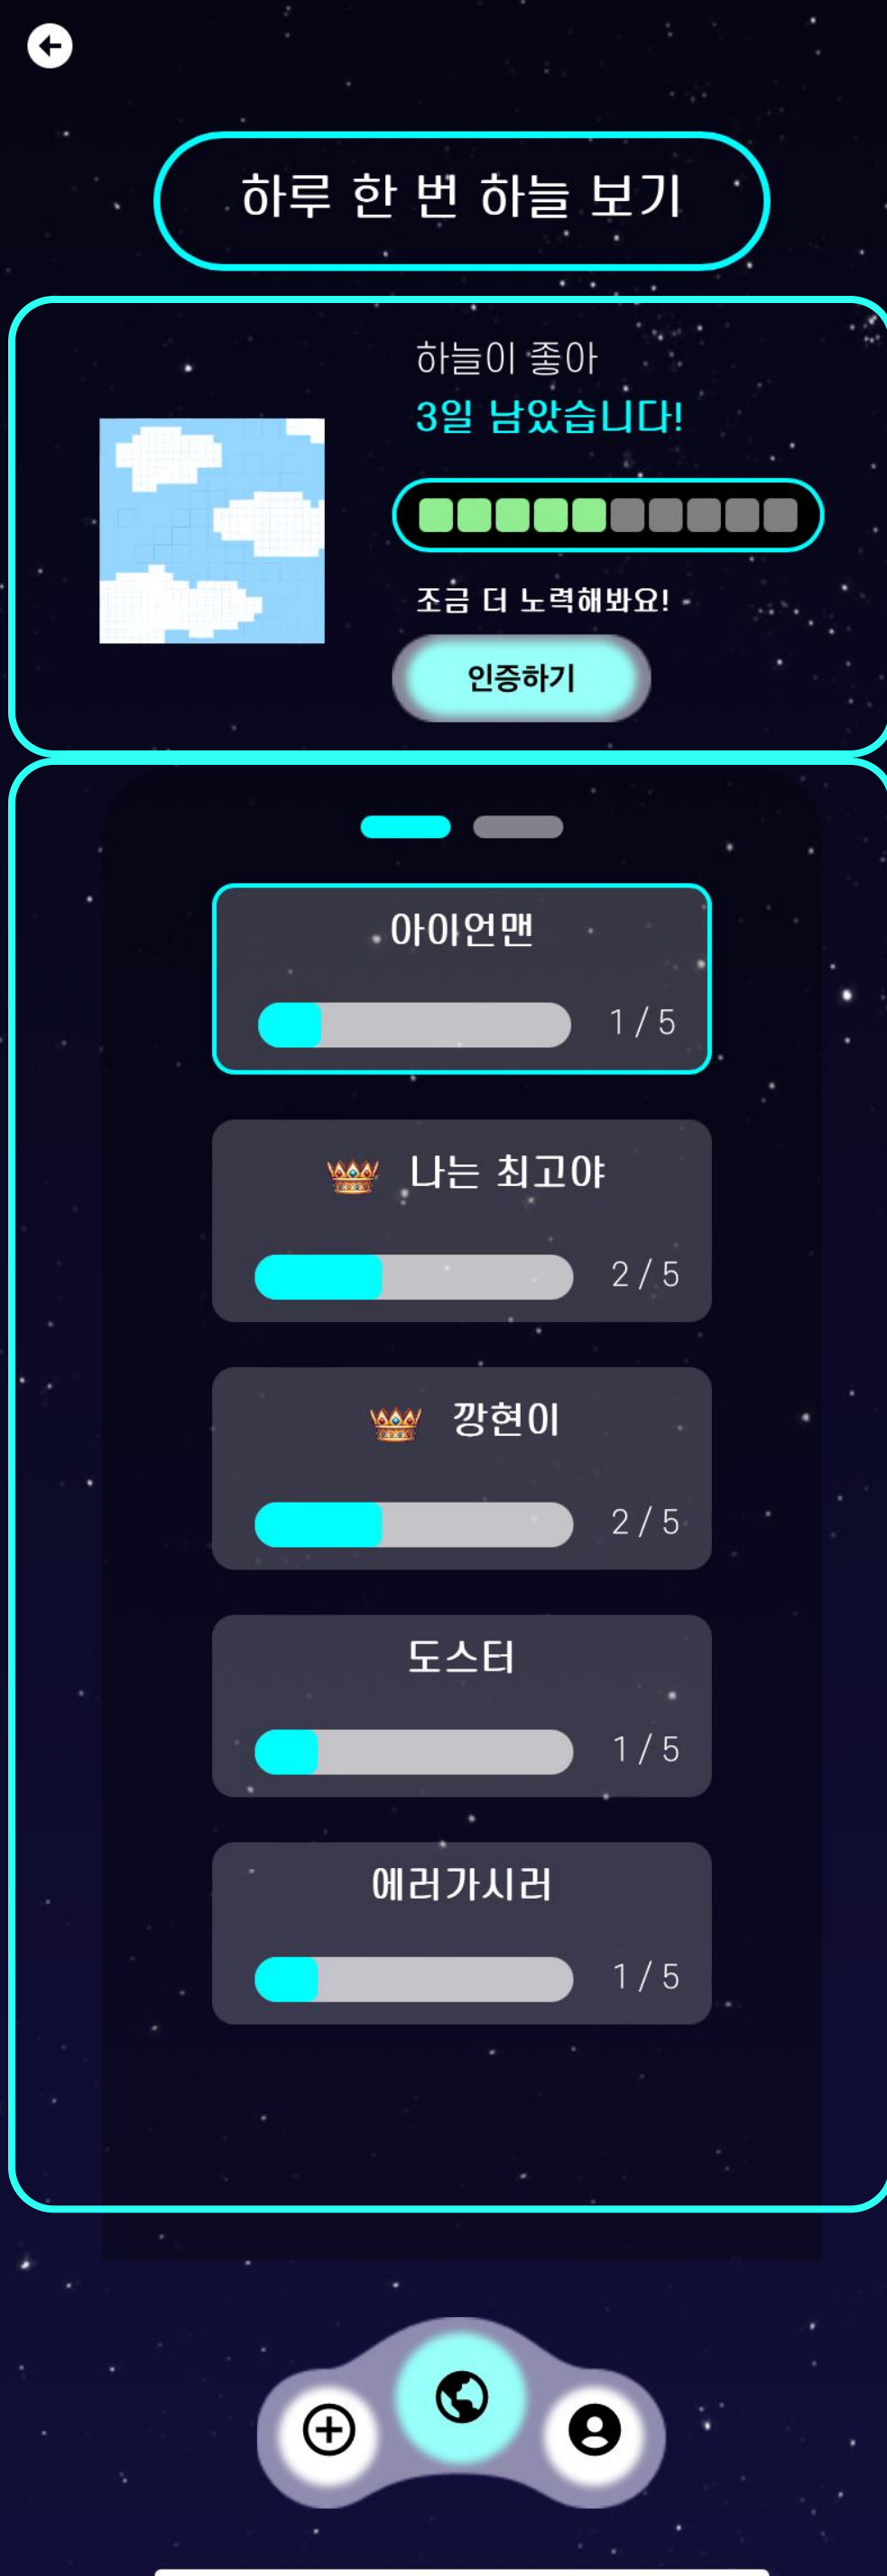 하루 한 번 하늘 보기
하늘이 좋아
3일 남았습니다!
조금 더 노력해봐요!
인증하기
아이언맨
1 / 5
나는 최고야
2 / 5
깡현이
2 / 5
도스터
1 / 5
에러가시러
1 / 5